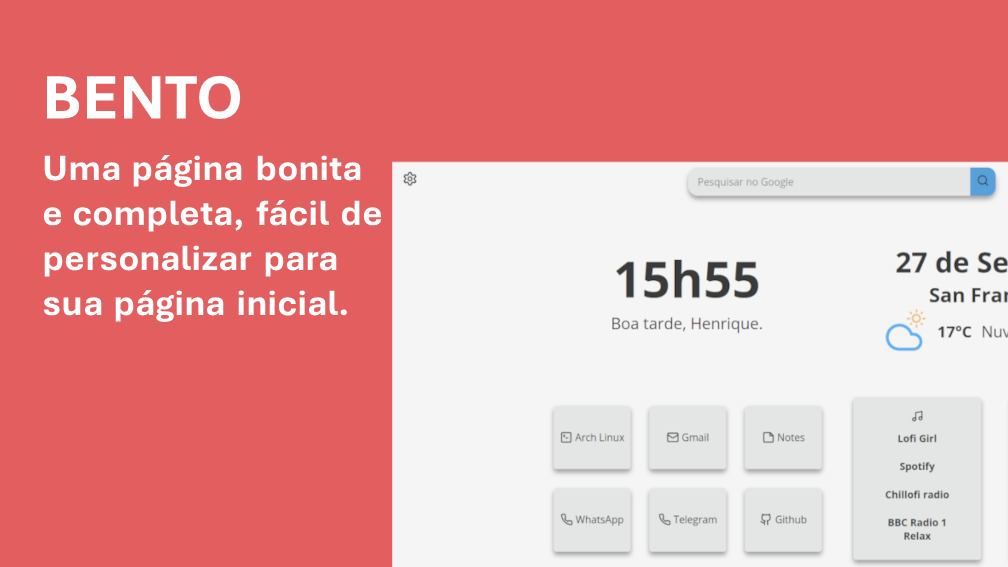 BENTO
Uma página bonita
e completa, fácil de
personalizar para
sua página inicial.
Pesquisar no Google
15h55
Boa tarde, Henrique.
27 de Se
San Fran
17°C Nuv
Arch Linux
Gmail
Notes
WhatsApp
Telegram
Github
Lofi Girl
Spotify
Chillofi radio
BBC Radio 1
Relax